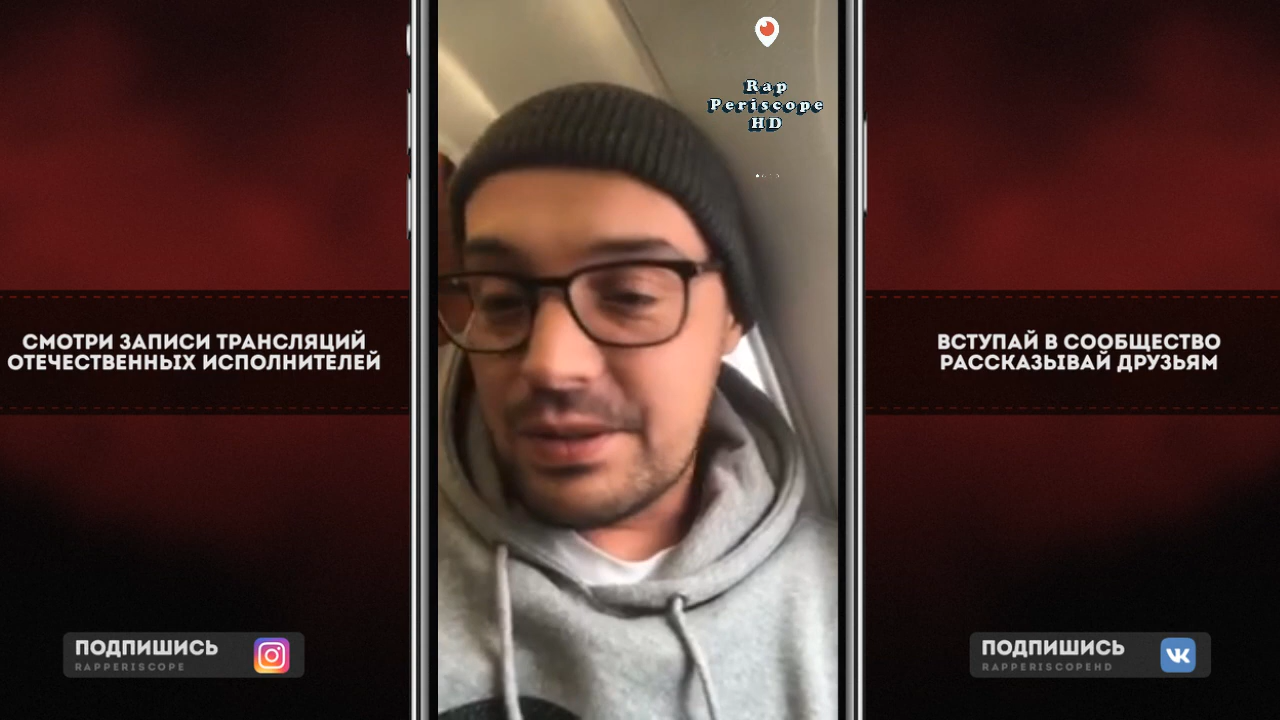 Rap
Periscope
HD
СМОТРИ ЗАПИСИ ТРАНСЛЯЦИЙ
ОТЕЧЕСТВЕННЫХ ИСПОЛНИТЕЛЕЙ
ВСТУПАЙ В СООБЩЕСТВО
РАССКАЗЫВАЙ ДРУЗЬЯМ
ПОДПИШИСЬ
RAPPERISCOPE
ПОДПИШИСЬ
RAPPERISCOPEHD